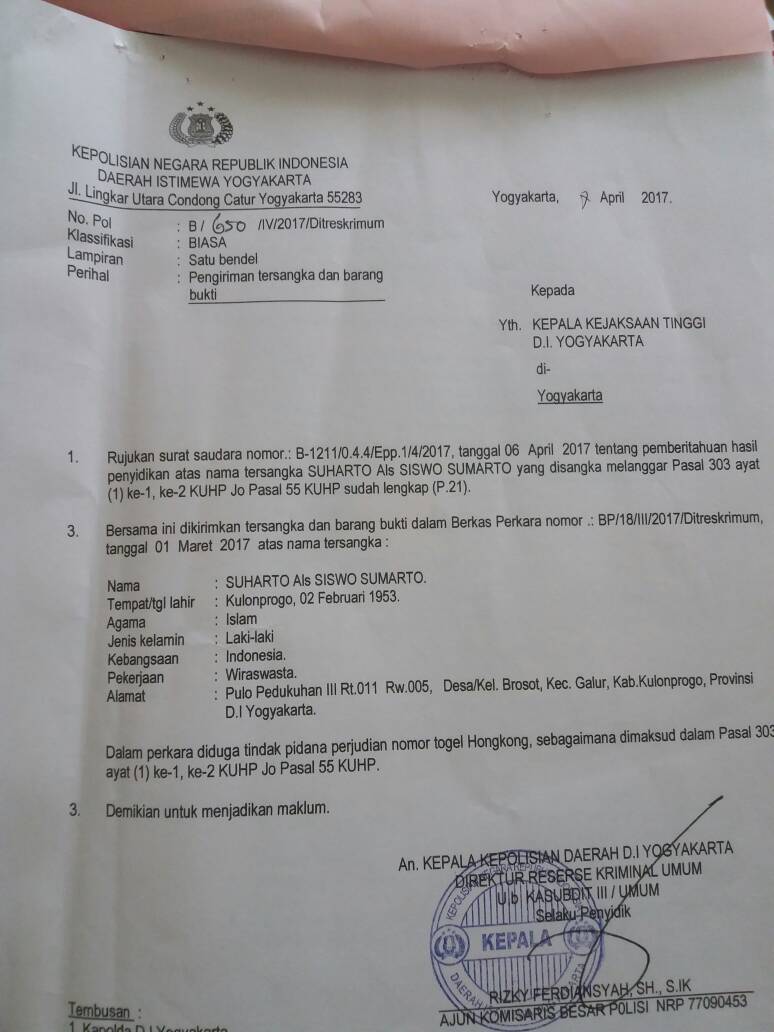 KEPOLISIAN NEGARA REPUBLIK INDONESIA
DAERAH ISTIMEWA YOGYAKARTA
Jl. Lingkar Utara Condong Catur Yogyakarta 55283
Yogyakarta, 7 April 2017.
No. Pol : B / 650 /IV/2017/Ditreskrimum
Klassifikasi : BIASA
Lampiran : Satu bendel
Perihal : Pengiriman tersangka dan barang
bukti
Kepada
Yth. KEPALA KEJAKSAAN TINGGI
D.I. YOGYAKARTA
di-
Yogyakarta
1. Rujukan surat saudara nomor.: B-1211/0.4.4/Epp.1/4/2017, tanggal 06 April 2017 tentang pemberitahuan hasil
penyidikan atas nama tersangka SUHARTO Als SISWO SUMARTO yang disangka melanggar Pasal 303 ayat
(1) ke-1, ke-2 KUHP Jo Pasal 55 KUHP sudah lengkap (P.21).
3. Bersama ini dikirimkan tersangka dan barang bukti dalam Berkas Perkara nomor .: BP/18/III/2017/Ditreskrimum,
tanggal 01 Maret 2017 atas nama tersangka :
Nama : SUHARTO Als SISWO SUMARTO.
Tempat/tgl lahir : Kulonprogo, 02 Februari 1953.
Agama : Islam
Jenis kelamin : Laki-laki
Kebangsaan : Indonesia.
Pekerjaan : Wiraswasta.
Alamat : Pulo Pedukuhan III Rt.011 Rw.005, Desa/Kel. Brosot, Kec. Galur, Kab.Kulonprogo, Provinsi
D.I Yogyakarta.
Dalam perkara diduga tindak pidana perjudian nomor togel Hongkong, sebagaimana dimaksud dalam Pasal 303
ayat (1) ke-1, ke-2 KUHP Jo Pasal 55 KUHP.
3. Demikian untuk menjadikan maklum.
An. KEPALA KEPOLISIAN DAERAH D.I YOGYAKARTA
DIREKTUR RESERSE KRIMINAL UMUM
U.b KASUBDIT III / UMUM
Selaku Penyidik
KEPALA
RIZKY FERDIANSYAH, SH., S.IK
AJUN KOMISARIS BESAR POLISI NRP 77090453
Tembusan :
1. Kapolda D.I Yogyakarta